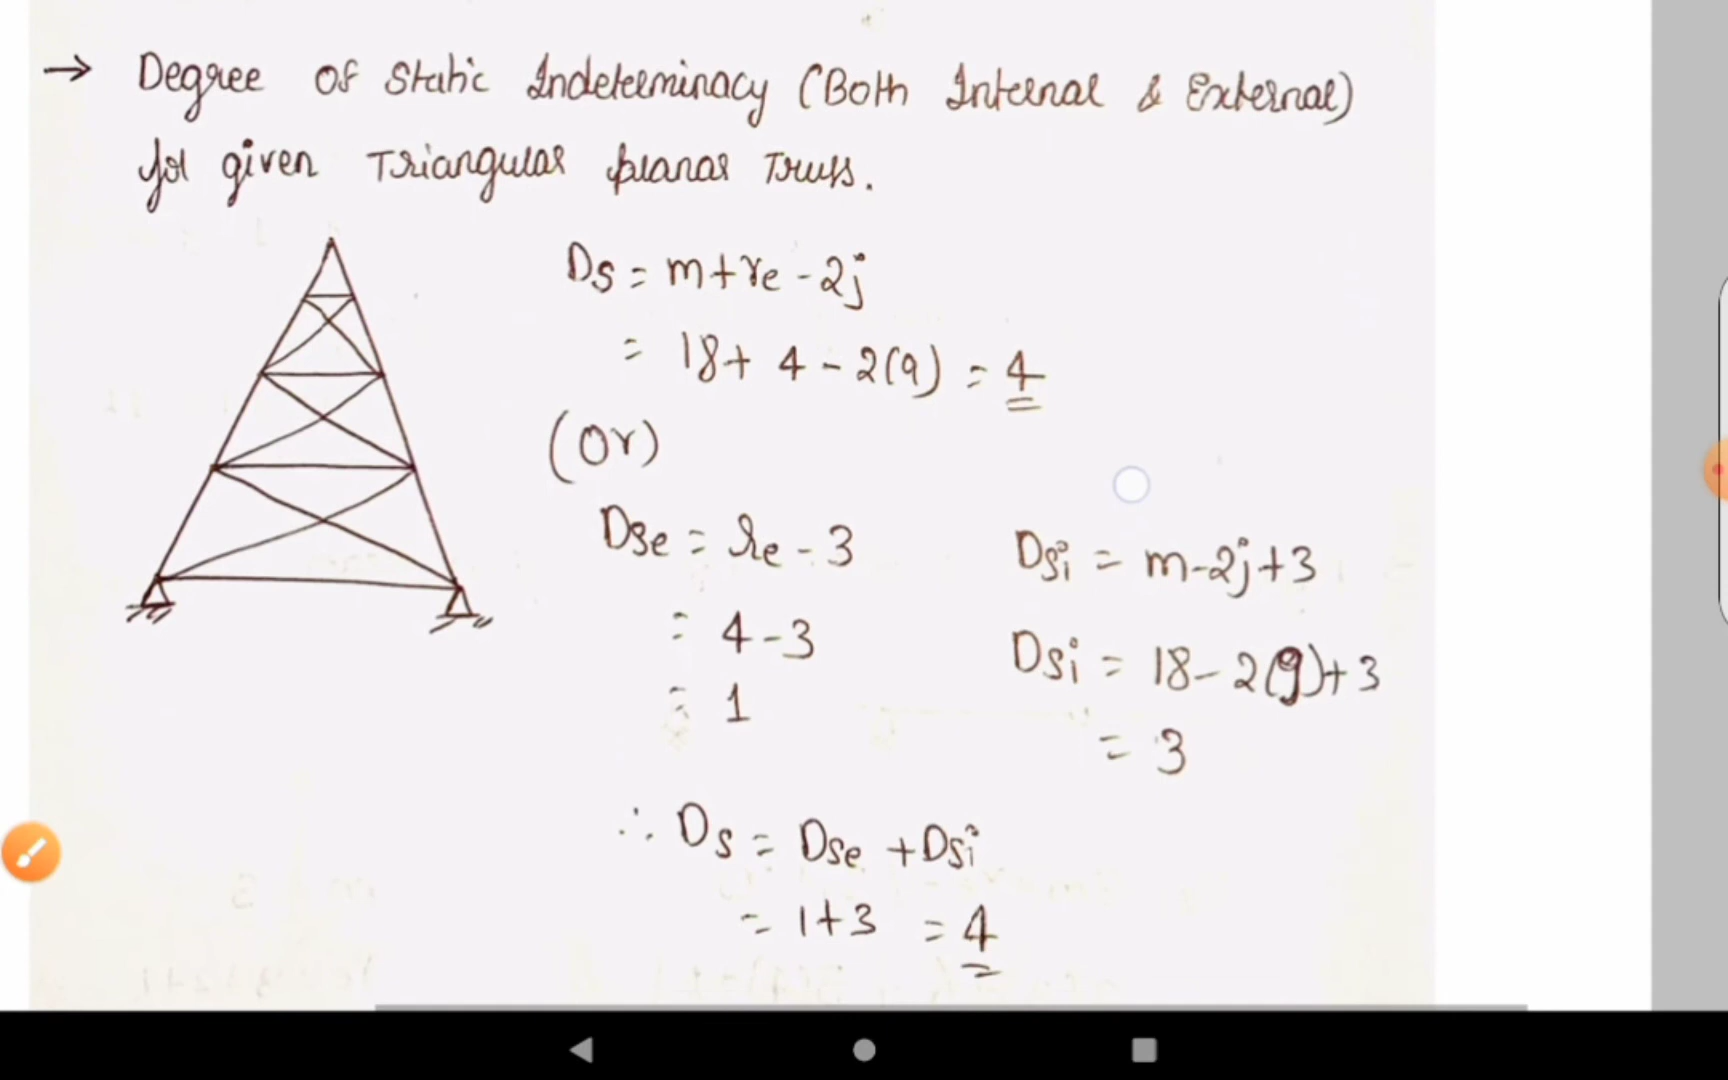 → Degree of Static Indeterminacy (Both Internal & External)
for given Triangular planar Truss.
Ds = m+re -2j
= 18+ 4 - 2(9) = 4
(Or)
Dse = re - 3
Dsi = m-2j+3
= 4-3
Dsi = 18- 2(9)+3
= 1
= 3
∴ Ds = Dse +Dsi
= 1+3 = 4